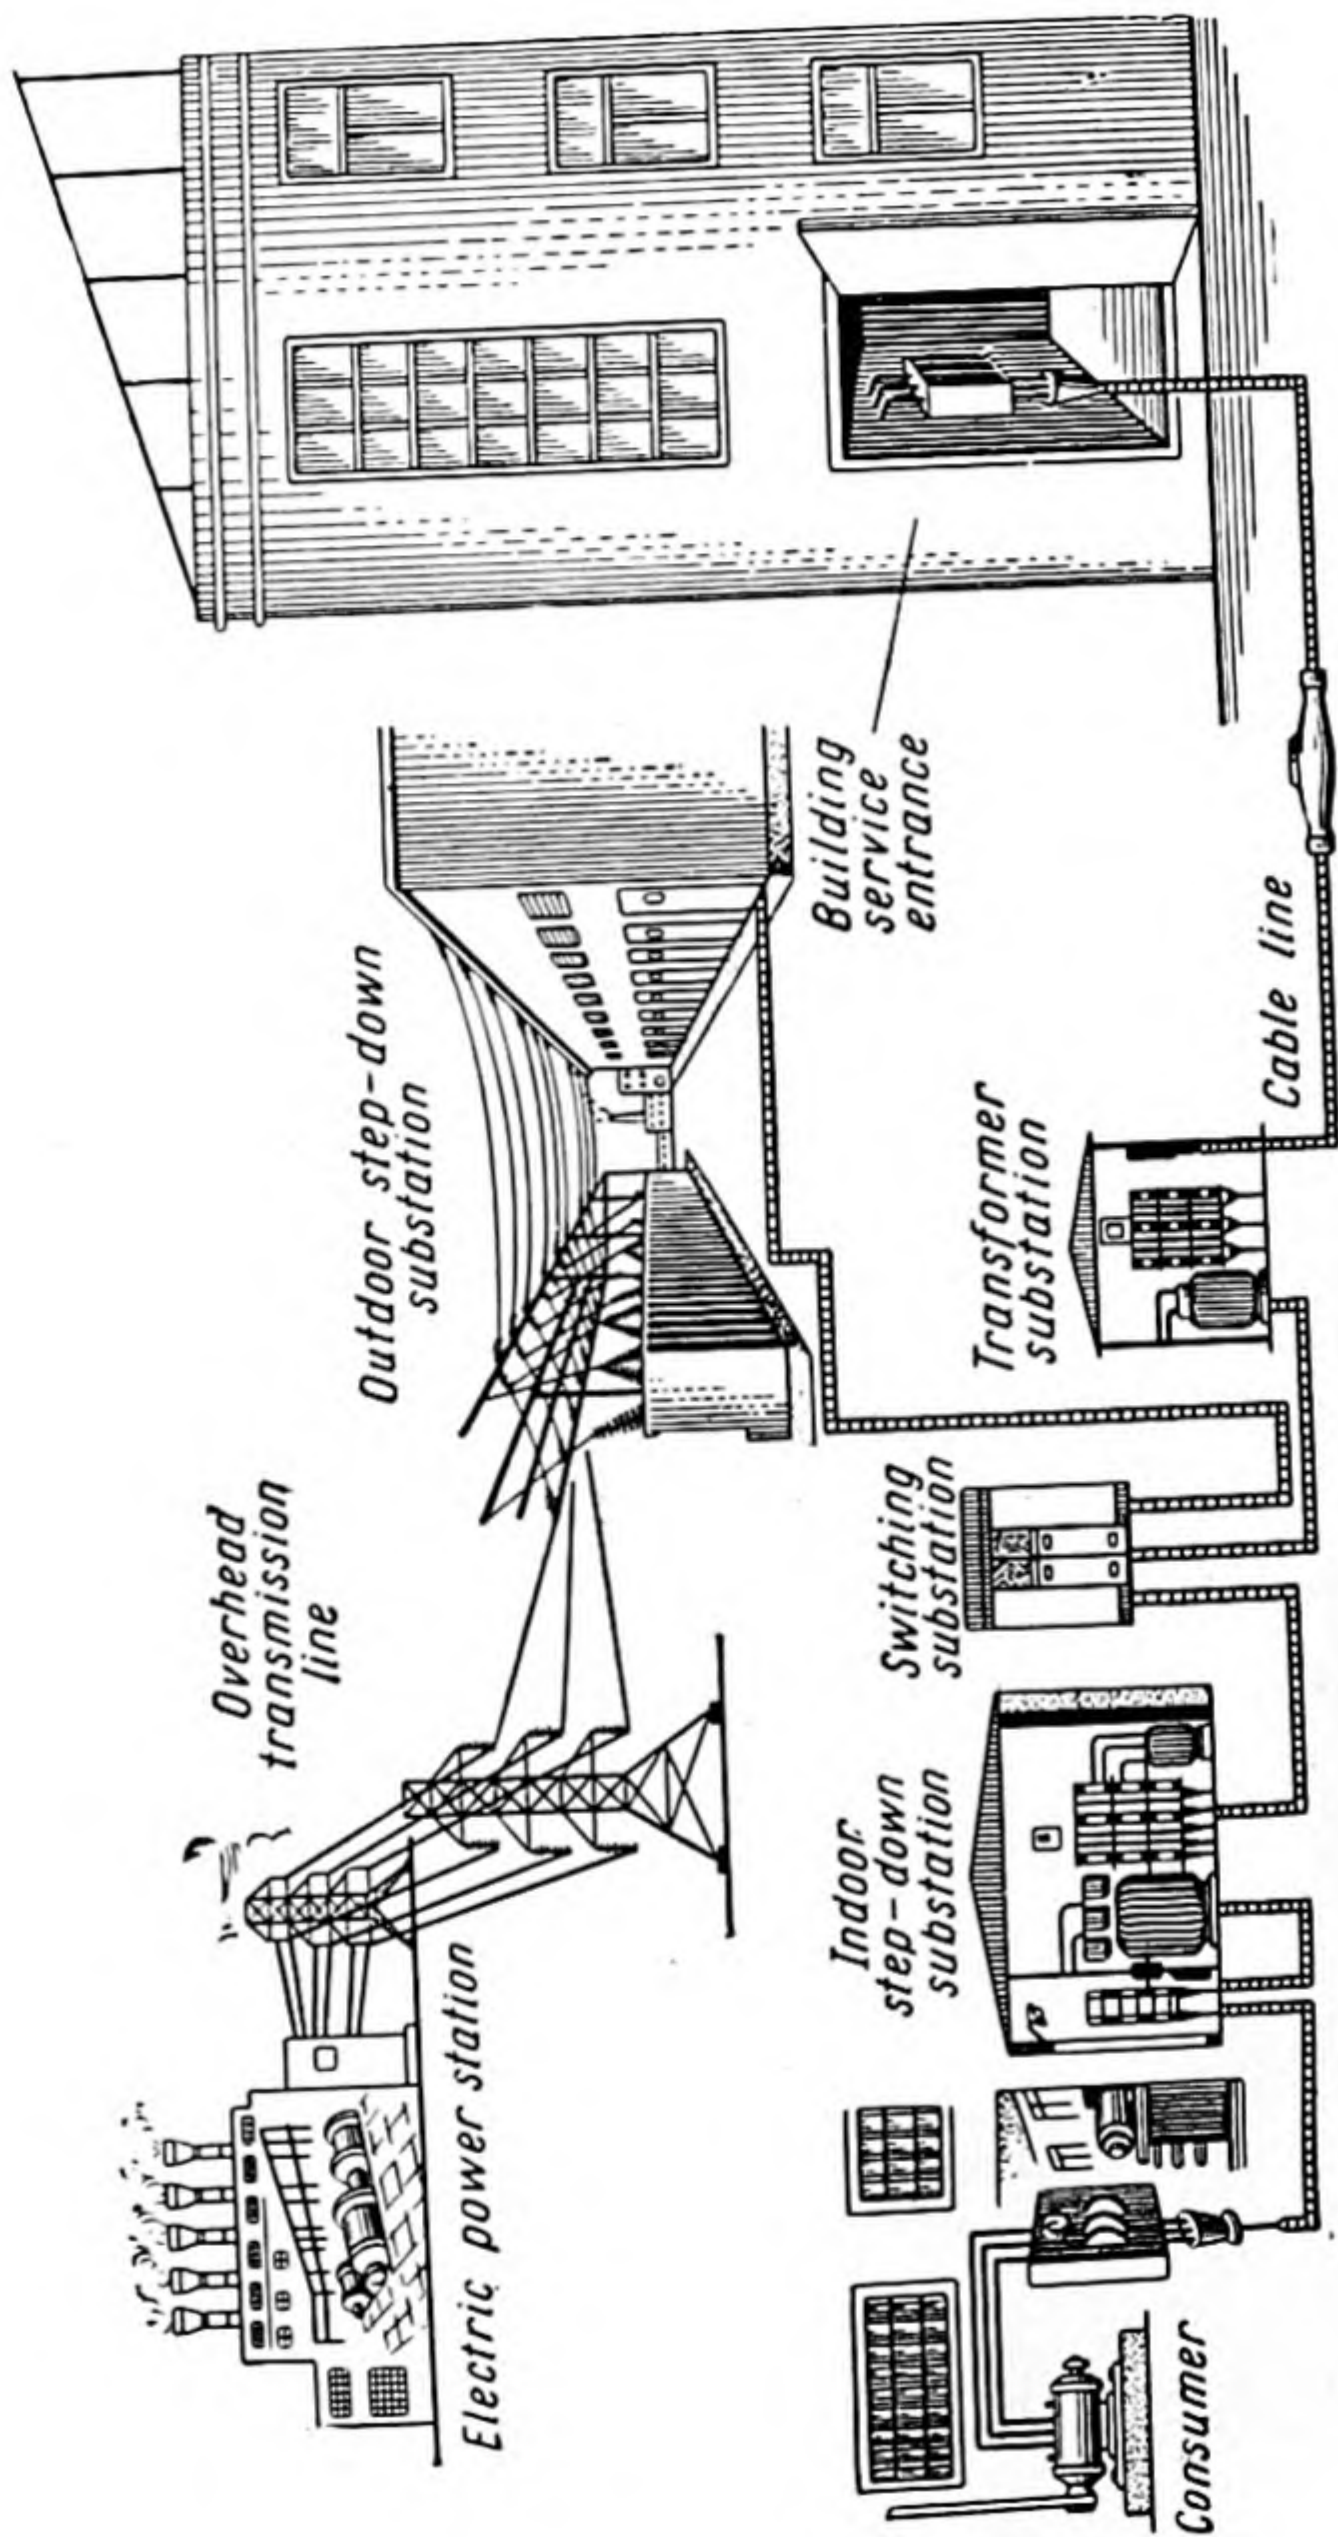 Electric power station
Overhead
transmission
line
Outdoor step-down
substation
Building
service
entrance
Consumer
Indoor
step-down
substation
Switching
substation
Transformer
substation
Cable line